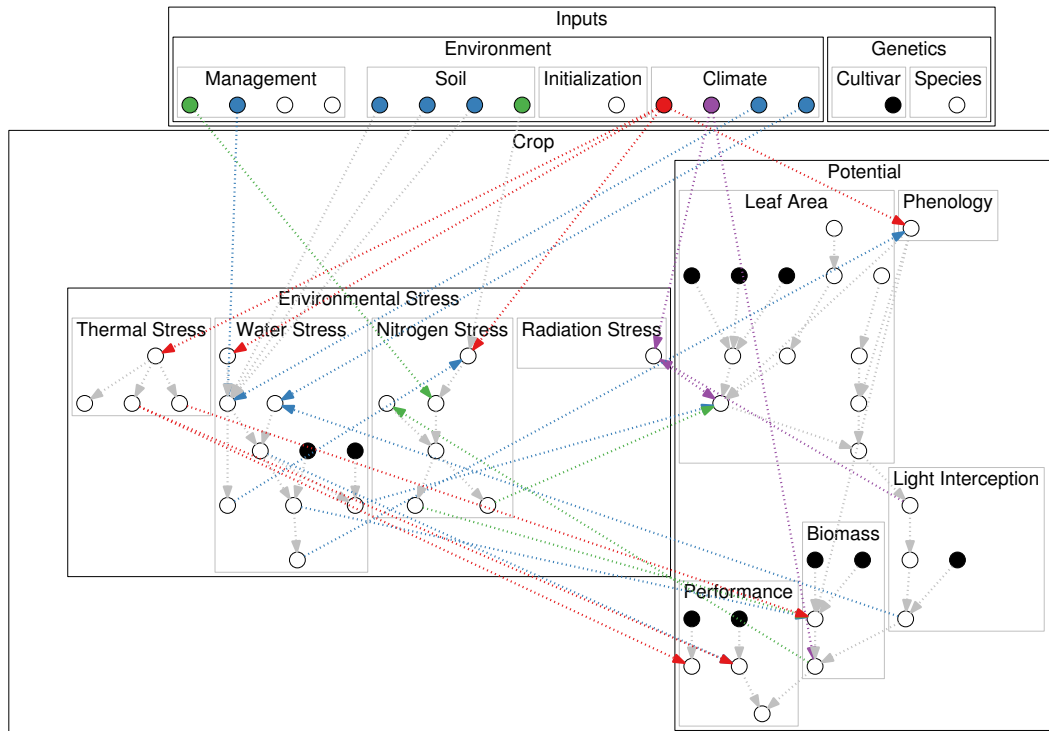 Inputs
Environment
Genetics
Management
Soil
Initialization
Climate
Cultivar
Species
Crop
Potential
Leaf Area
Phenology
Environmental Stress
Thermal Stress
Water Stress
Nitrogen Stress
Radiation Stress
Light Interception
Biomass
Performance